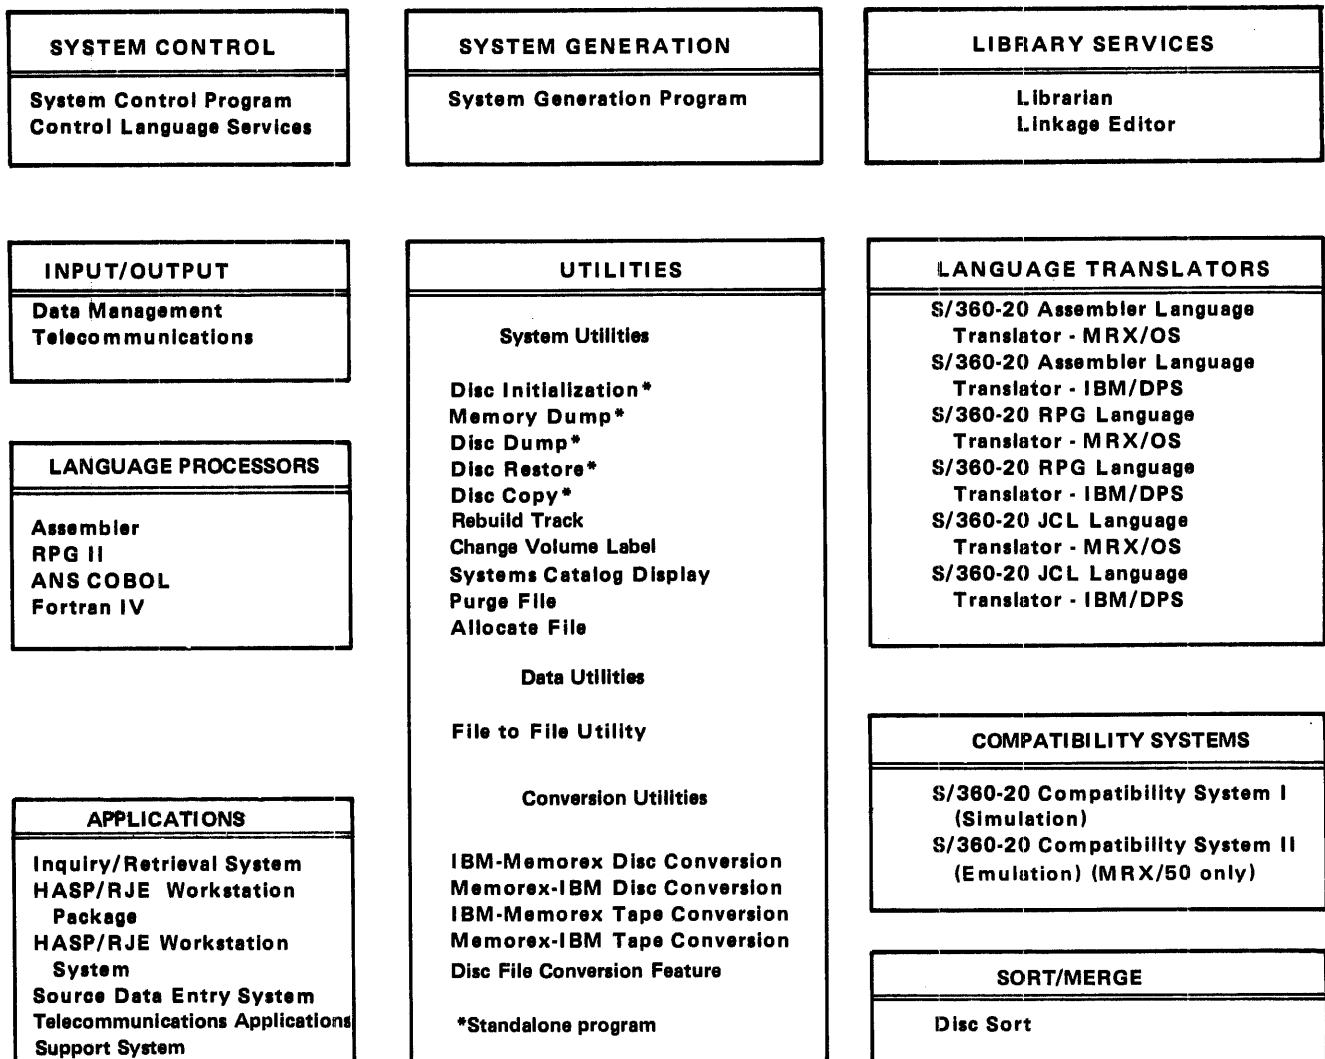 SYSTEM CONTROL
System Control Program
Control Language Services
SYSTEM GENERATION
System Generation Program
LIBRARY SERVICES
Librarian
Linkage Editor
INPUT/OUTPUT
Data Management
Telecommunications
LANGUAGE PROCESSORS
Assembler
RPG II
ANS COBOL
Fortran IV
APPLICATIONS
Inquiry/Retrieval System
HASP/RJE Workstation
Package
HASP/RJE Workstation
System
Source Data Entry System
Telecommunications Applications
Support System
UTILITIES
System Utilities
Disc Initialization*
Memory Dump*
Disc Dump*
Disc Restore*
Disc Copy*
Rebuild Track
Change Volume Label
Systems Catalog Display
Purge File
Allocate File
Data Utilities
File to File Utility
Conversion Utilities
IBM-Memorex Disc Conversion
Memorex-IBM Disc Conversion
IBM-Memorex Tape Conversion
Memorex-IBM Tape Conversion
Disc File Conversion Feature
*Standalone program
LANGUAGE TRANSLATORS
S/360-20 Assembler Language
Translator - MRX/OS
S/360-20 Assembler Language
Translator - IBM/DPS
S/360-20 RPG Language
Translator - MRX/OS
S/360-20 RPG Language
Translator - IBM/DPS
S/360-20 JCL Language
Translator - MRX/OS
S/360-20 JCL Language
Translator - IBM/DPS
COMPATIBILITY SYSTEMS
S/360-20 Compatibility System I
(Simulation)
S/360-20 Compatibility System II
(Emulation) (MRX/50 only)
SORT/MERGE
Disc Sort